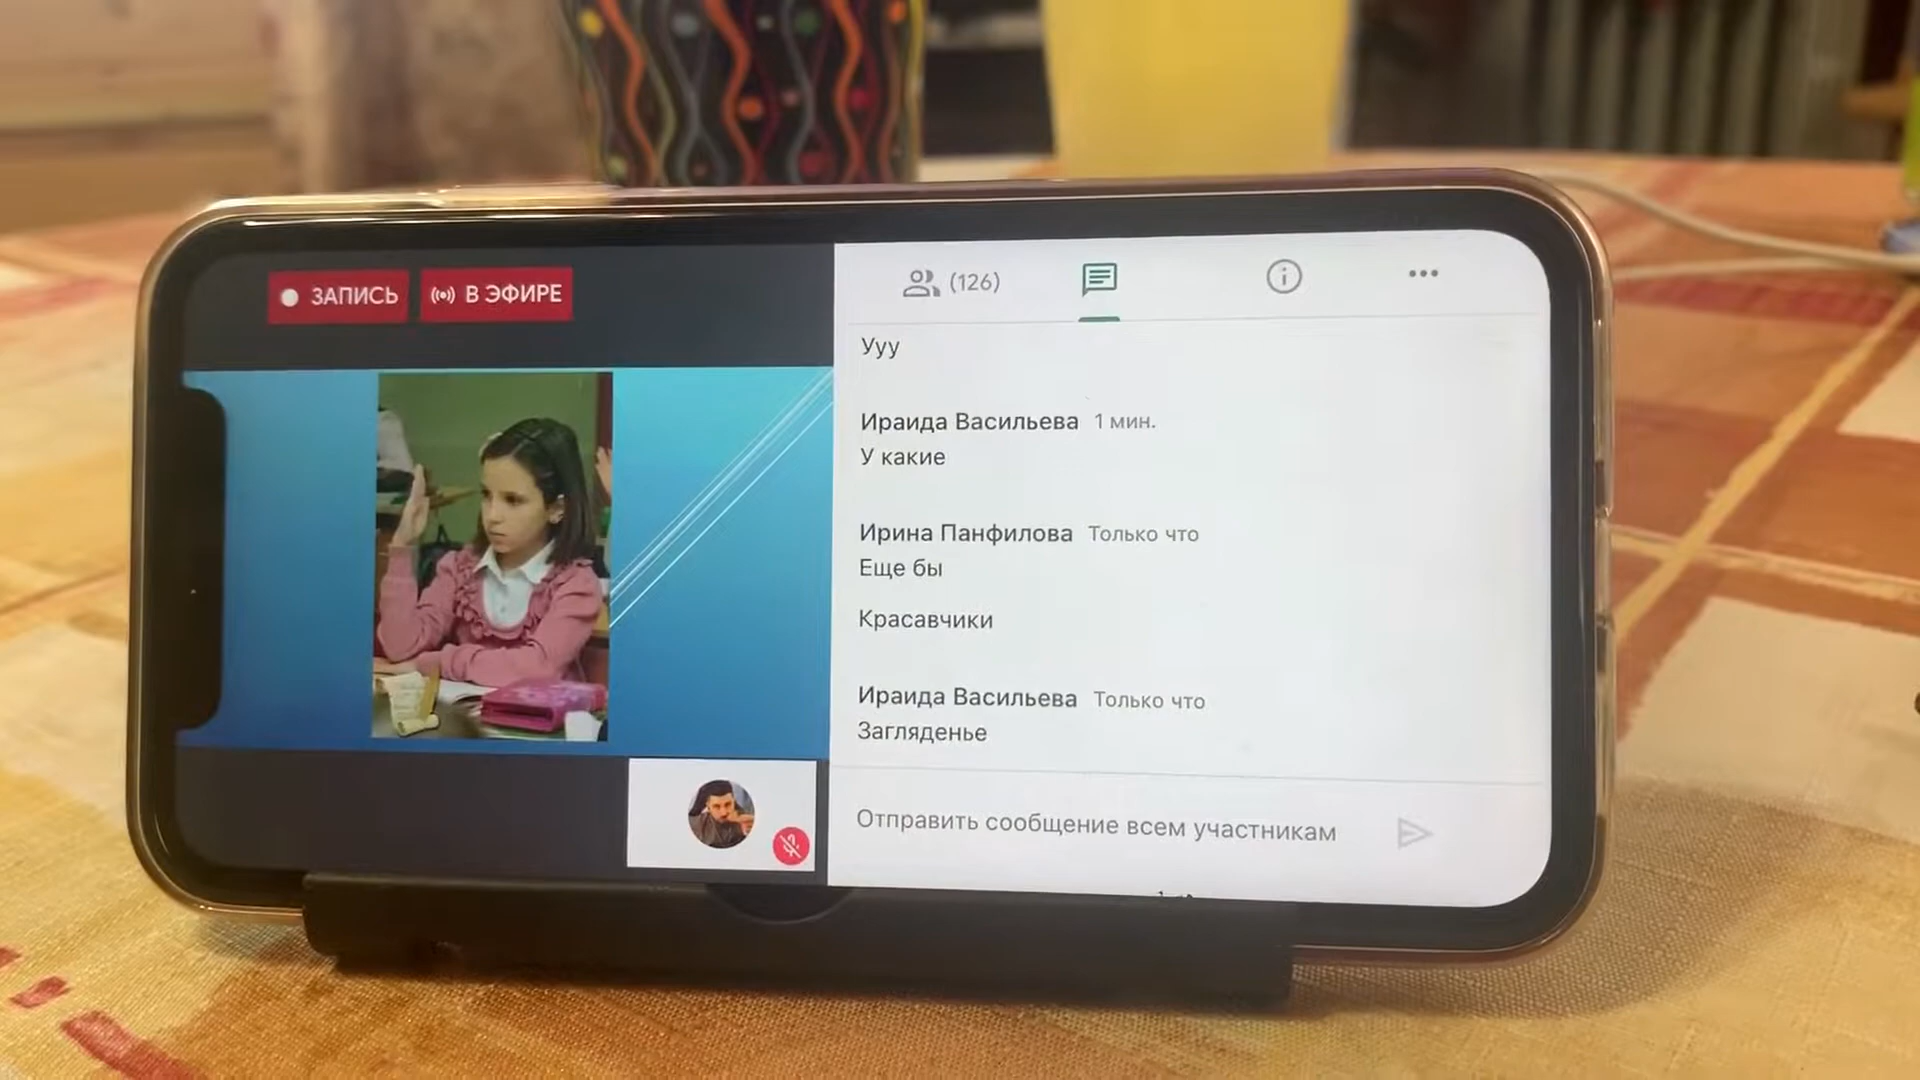 ЗАПИСЬ
В ЭФИРЕ
(126)
Ууу
Ираида Васильева 1 мин.
У какие
Ирина Панфилова Только что
Еще бы
Красавчики
Ираида Васильева Только что
Загляденье
Отправить сообщение всем участникам